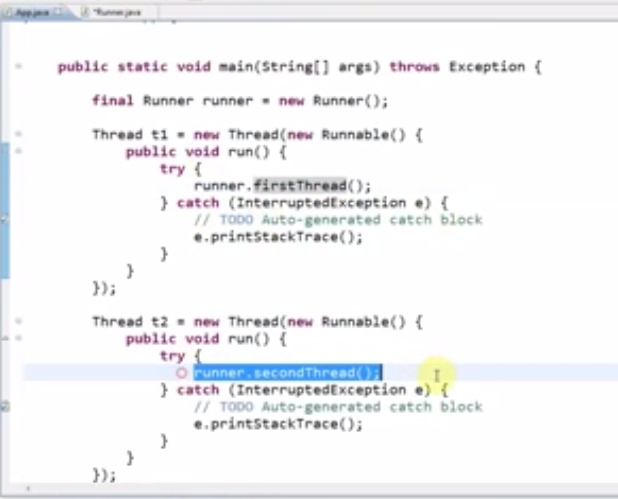 App.java *Runner.java
public static void main(String[] args) throws Exception {
final Runner runner = new Runner();
Thread t1 = new Thread(new Runnable() {
public void run() {
try {
runner.firstThread();
} catch (InterruptedException e) {
// TODO Auto-generated catch block
e.printStackTrace();
}
}
});
Thread t2 = new Thread(new Runnable() {
public void run() {
try {
runner.secondThread();
} catch (InterruptedException e) {
// TODO Auto-generated catch block
e.printStackTrace();
}
}
});